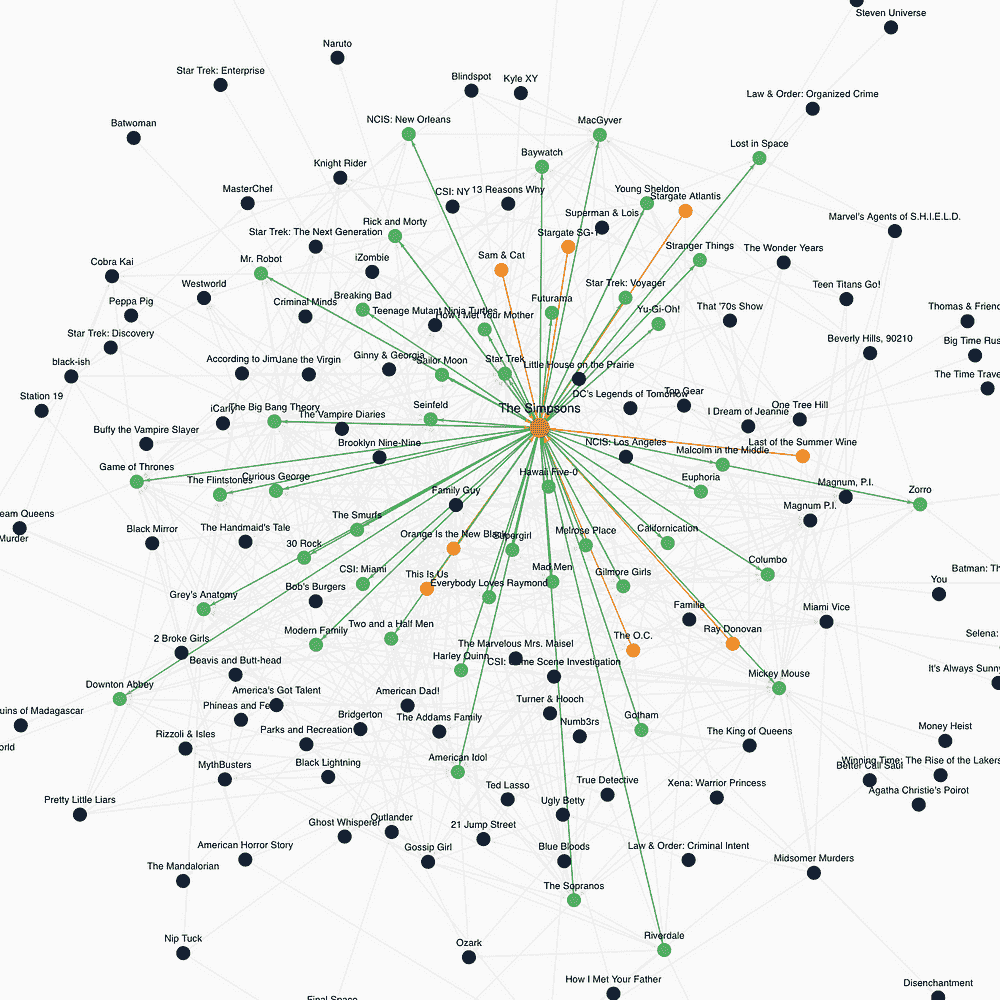 Steven Universe
Naruto
Star Trek: Enterprise
Blindspot
Kyle XY
Law & Order: Organized Crime
NCIS: New Orleans
MacGyver
Batwoman
Lost in Space
Baywatch
Knight Rider
Young Sheldon
CSI: NY
13 Reasons Why
MasterChef
Stargate Atlantis
Superman & Lois
Marvel's Agents of S.H.I.E.L.D.
Rick and Morty
Star Trek: The Next Generation
Stargate SG-1
Stranger Things
The Wonder Years
Sam & Cat
iZombie
Mr. Robot
Cobra Kai
Westworld
Star Trek: Voyager
Teen Titans Go!
Breaking Bad
Futurama
Peppa Pig
Criminal Minds
Teenage Mutant Ninja Turtles
How I Met Your Mother
Yu-Gi-Oh!
That '70s Show
Thomas & Friend
Star Trek: Discovery
Beverly Hills, 90210
Big Time Rus
black-ish
According to Jim
Jane the Virgin
Ginny & Georgia
Sailor Moon
Star Trek
Little House on the Prairie
The Time Trave
Station 19
DC's Legends of Tomorrow
Top Gear
iCarly
The Big Bang Theory
The Vampire Diaries
Seinfeld
The Simpsons
I Dream of Jeannie
One Tree Hill
Buffy the Vampire Slayer
Brooklyn Nine-Nine
NCIS: Los Angeles
Malcolm in the Middle
Last of the Summer Wine
Game of Thrones
The Flintstones
Curious George
Hawaii Five-0
Euphoria
Magnum, P.I.
Zorro
Family Guy
Magnum P.I.
eam Queens
Murder
Black Mirror
The Handmaid's Tale
The Smurfs
Orange Is the New Black
Supergirl
Melrose Place
Californication
30 Rock
CSI: Miami
This Is Us
Everybody Loves Raymond
Mad Men
Gilmore Girls
Columbo
Batman: Th
You
Grey's Anatomy
Bob's Burgers
Familie
Miami Vice
2 Broke Girls
Modern Family
Two and a Half Men
The O.C.
Ray Donovan
Selena:
Beavis and Butt-head
Harley Quinn
The Marvelous Mrs. Maisel
CSI: Crime Scene Investigation
Mickey Mouse
It's Always Sunny
Downton Abbey
America's Got Talent
American Dad!
Phineas and Ferb
Bridgerton
The Addams Family
Turner & Hooch
Gotham
uins of Madagascar
orld
Rizzoli & Isles
Parks and Recreation
Numb3rs
The King of Queens
Money Heist
MythBusters
Black Lightning
American Idol
Winning Time: The Rise of the Lakers
Better Call Saul
Ted Lasso
True Detective
Xena: Warrior Princess
Agatha Christie's Poirot
Pretty Little Liars
Ugly Betty
Ghost Whisperer
Outlander
21 Jump Street
American Horror Story
Gossip Girl
Blue Bloods
Law & Order: Criminal Intent
Midsomer Murders
The Mandalorian
The Sopranos
Nip Tuck
Ozark
Riverdale
How I Met Your Father
Disenchantment
Final Space